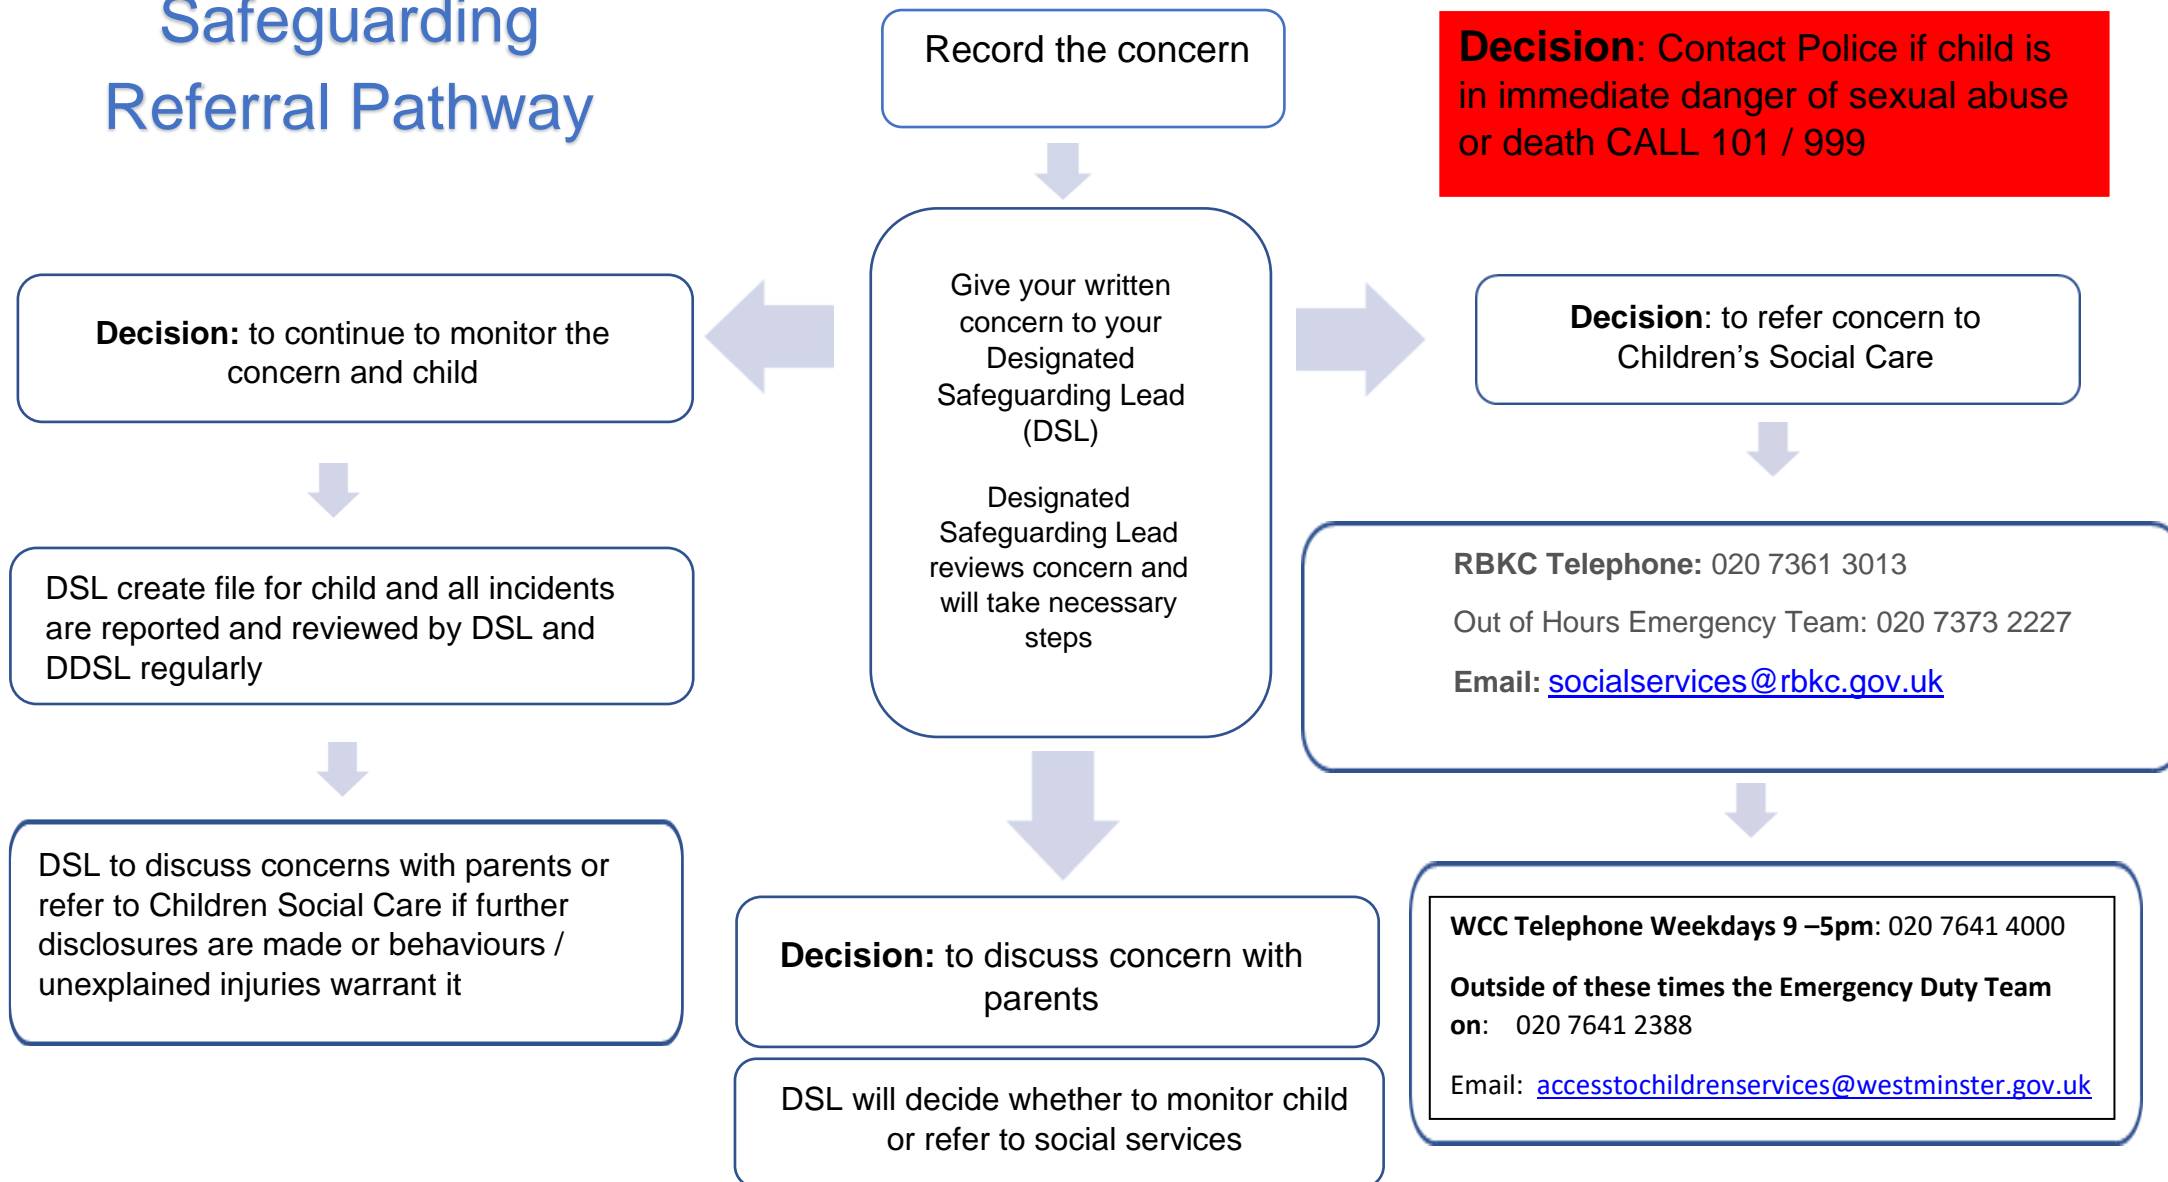 Safeguarding
Referral Pathway
Record the concern
Decision: Contact Police if child is
in immediate danger of sexual abuse
or death CALL 101 / 999
Give your written
concern to your
Designated
Safeguarding Lead
(DSL)
Designated
Safeguarding Lead
reviews concern and
will take necessary
steps
Decision: to continue to monitor the
concern and child
DSL create file for child and all incidents
are reported and reviewed by DSL and
DDSL regularly
DSL to discuss concerns with parents or
refer to Children Social Care if further
disclosures are made or behaviours /
unexplained injuries warrant it
Decision: to discuss concern with
parents
DSL will decide whether to monitor child
or refer to social services
Decision: to refer concern to
Children’s Social Care
RBKC Telephone: 020 7361 3013
Out of Hours Emergency Team: 020 7373 2227
Email: socialservices@rbkc.gov.uk
WCC Telephone Weekdays 9 –5pm: 020 7641 4000
Outside of these times the Emergency Duty Team
on: 020 7641 2388
Email: accesstochildrenservices@westminster.gov.uk